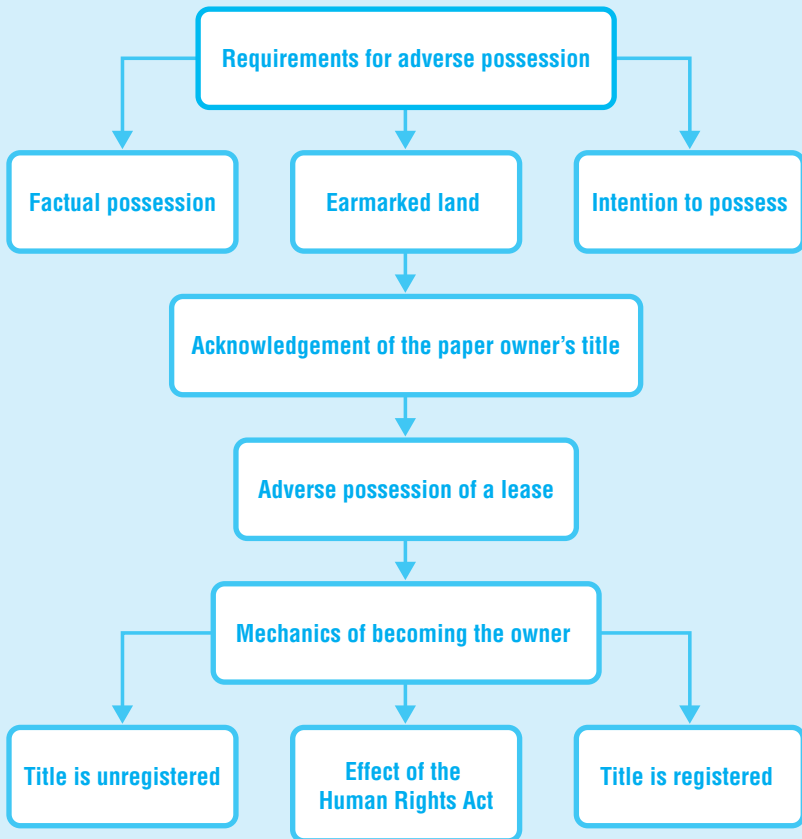 Requirements for adverse possession
Factual possession
Earmarked land
Intention to possess
Acknowledgement of the paper owner’s title
Adverse possession of a lease
Mechanics of becoming the owner
Title is unregistered
Effect of the
Human Rights Act
Title is registered